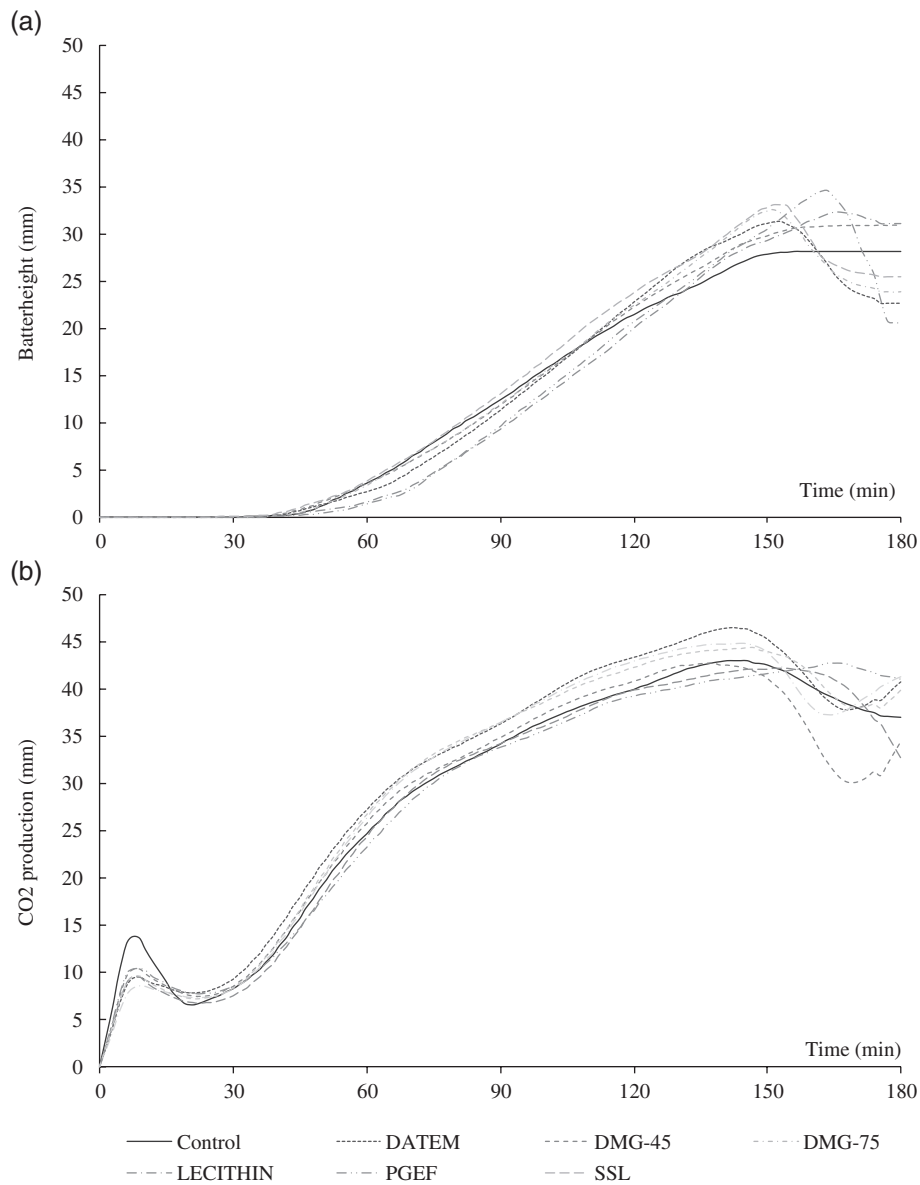 (a)
50
45
40
35
30
25
20
15
10
5
0
Batterheight (mm)
Time (min)
0 30 60 90 120 150 180
(b)
50
45
40
35
30
25
20
15
10
5
0
CO2 production (mm)
Time (min)
0 30 60 90 120 150 180
Control DATEM DMG-45 DMG-75
LECITHIN PGEF SSL